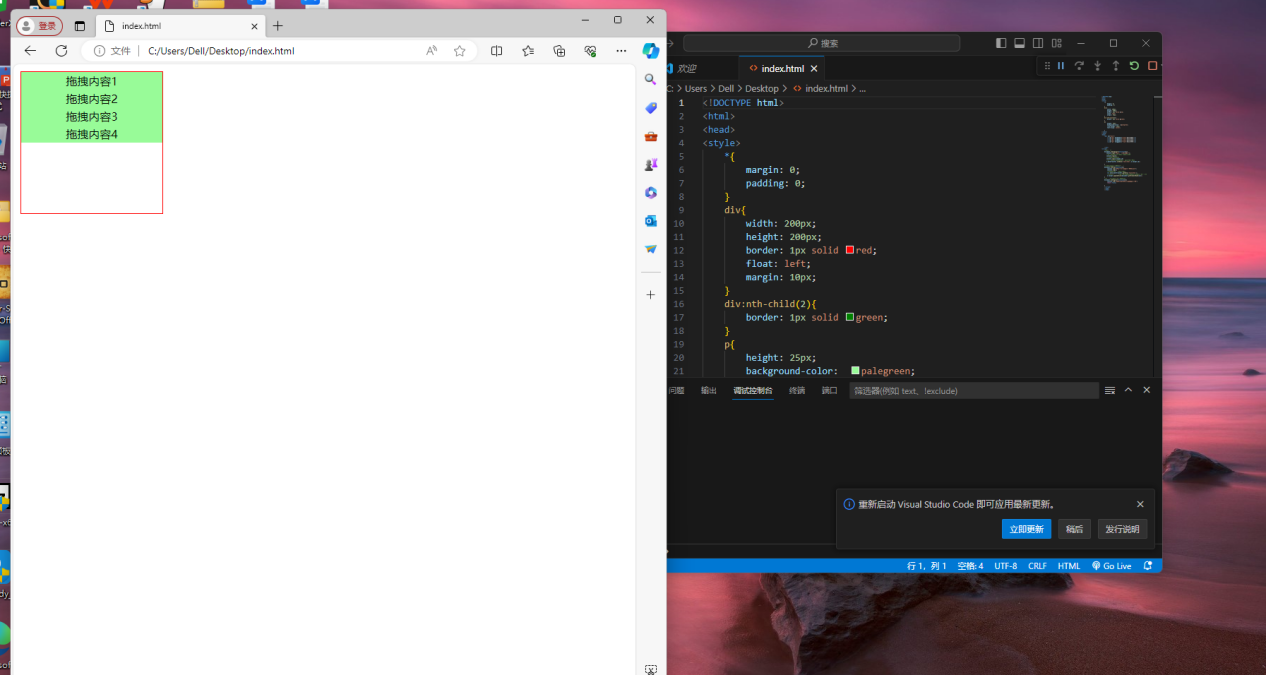 登录
index.html
文件
C:/Users/Dell/Desktop/index.html
拖拽内容1
拖拽内容2
拖拽内容3
拖拽内容4
搜索
欢迎
index.html
Users > Dell > Desktop > index.html > ...
1 <!DOCTYPE html>
2 <html>
3 <head>
4 <style>
5 *{
6 margin: 0;
7 padding: 0;
8 }
9 div{
10 width: 200px;
11 height: 200px;
12 border: 1px solid red;
13 float: left;
14 margin: 10px;
15 }
16 div:nth-child(2){
17 border: 1px solid green;
18 }
19 p{
20 height: 25px;
21 background-color: palegreen;
问题 输出 调试控制台 终端 端口 筛选器(例如 text、!exclude)
重新启动 Visual Studio Code 即可应用最新更新。
立即更新 稍后 发行说明
行 1，列 1 空格: 4 UTF-8 CRLF HTML Go Live